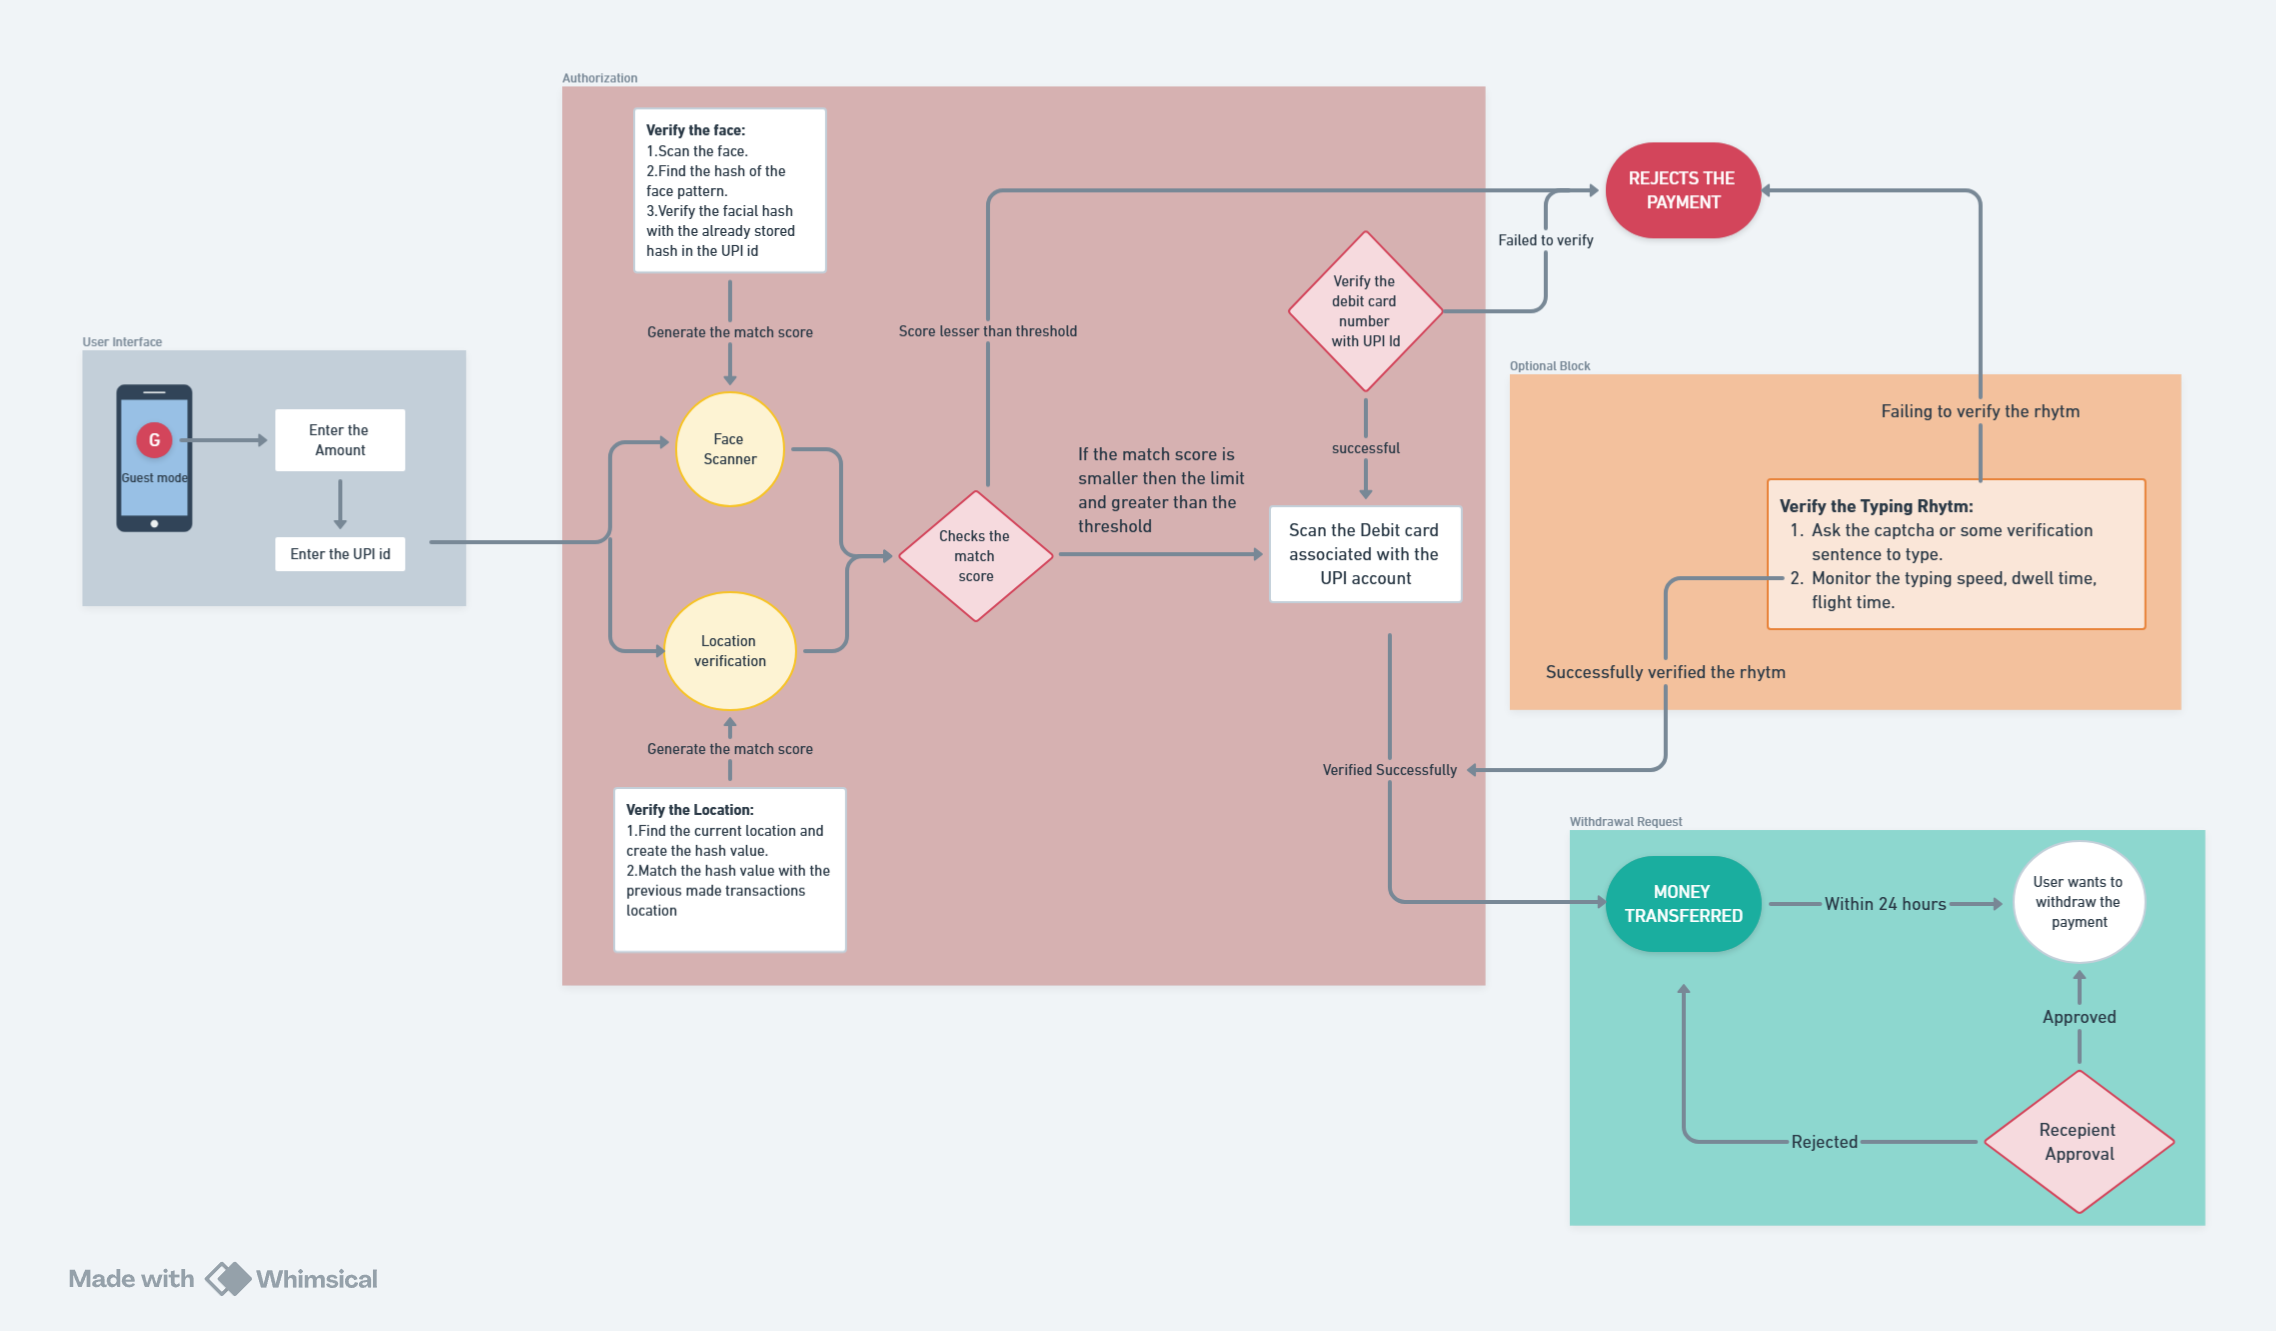 Authorization
Verify the face:
1.Scan the face.
2.Find the hash of the
face pattern.
3.Verify the facial hash
with the already stored
hash in the UPI id
Generate the match score
Face
Scanner
Location
verification
Generate the match score
Verify the Location:
1.Find the current location and
create the hash value.
2.Match the hash value with the
previous made transactions
location
User Interface
G
Guest mode
Enter the
Amount
Enter the UPI id
Score lesser than threshold
Checks the
match
score
If the match score is
smaller then the limit
and greater than the
threshold
Verify the
debit card
number
with UPI Id
Failed to verify
successful
Scan the Debit card
associated with the
UPI account
Verified Successfully
REJECTS THE
PAYMENT
Optional Block
Failing to verify the rhytm
Verify the Typing Rhytm:
1. Ask the captcha or some verification
sentence to type.
2. Monitor the typing speed, dwell time,
flight time.
Successfully verified the rhytm
Withdrawal Request
MONEY
TRANSFERRED
Within 24 hours
User wants to
withdraw the
payment
Approved
Rejected
Recepient
Approval
Made with Whimsical